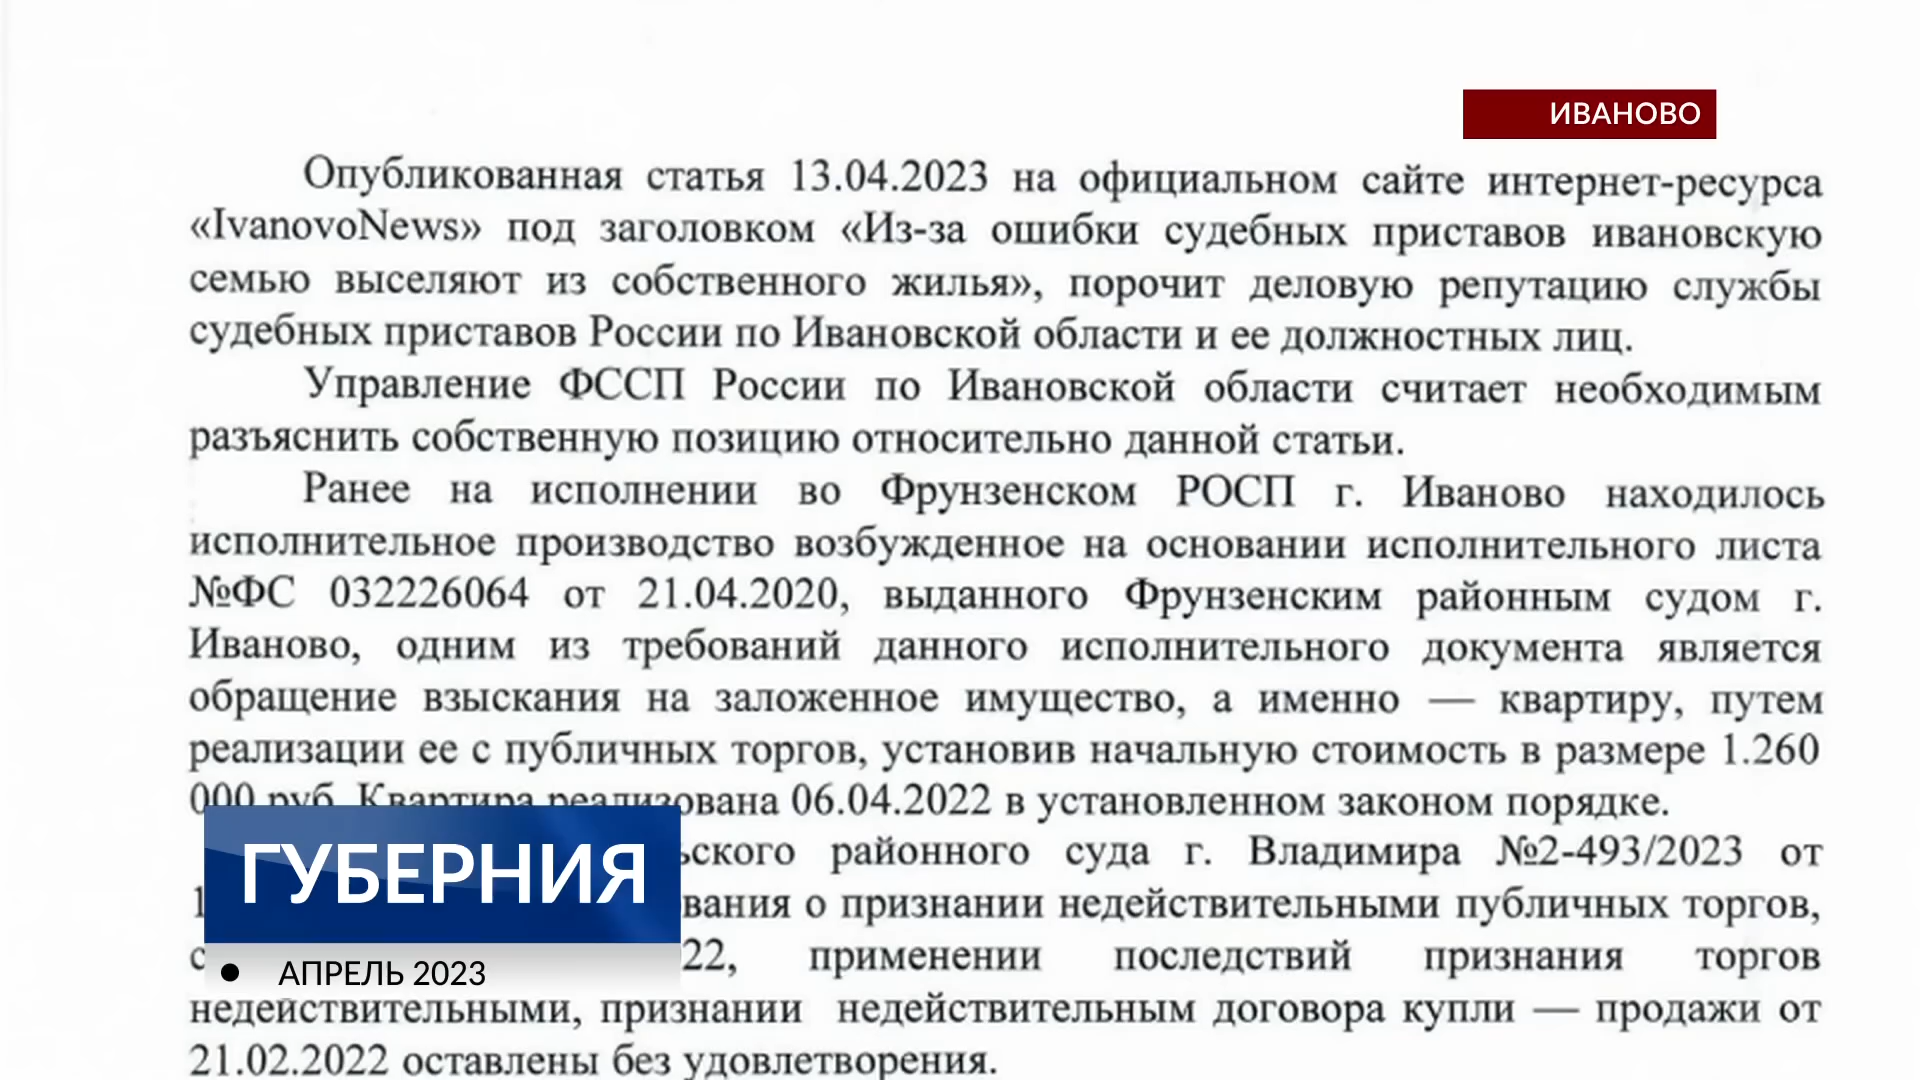 ИВАНОВО
Опубликованная статья 13.04.2023 на официальном сайте интернет-ресурса
«IvanovoNews» под заголовком «Из-за ошибки судебных приставов ивановскую
семью выселяют из собственного жилья», порочит деловую репутацию службы
судебных приставов России по Ивановской области и ее должностных лиц.
Управление ФССП России по Ивановской области считает необходимым
разъяснить собственную позицию относительно данной статьи.
Ранее на исполнении во Фрунзенском РОСП г. Иваново находилось
исполнительное производство возбужденное на основании исполнительного листа
№ФС 032226064 от 21.04.2020, выданного Фрунзенским районным судом г.
Иваново, одним из требований данного исполнительного документа является
обращение взыскания на заложенное имущество, а именно — квартиру, путем
реализации ее с публичных торгов, установив начальную стоимость в размере 1.260
000 руб. Квартира реализована 06.04.2022 в установленном законом порядке.
районного суда г. Владимира №2-493/2023 от
о признании недействительными публичных торгов,
применении последствий признания торгов
недействительными, признании недействительным договора купли — продажи от
21.02.2022 оставлены без удовлетворения.
ГУБЕРНИЯ
АПРЕЛЬ 2023